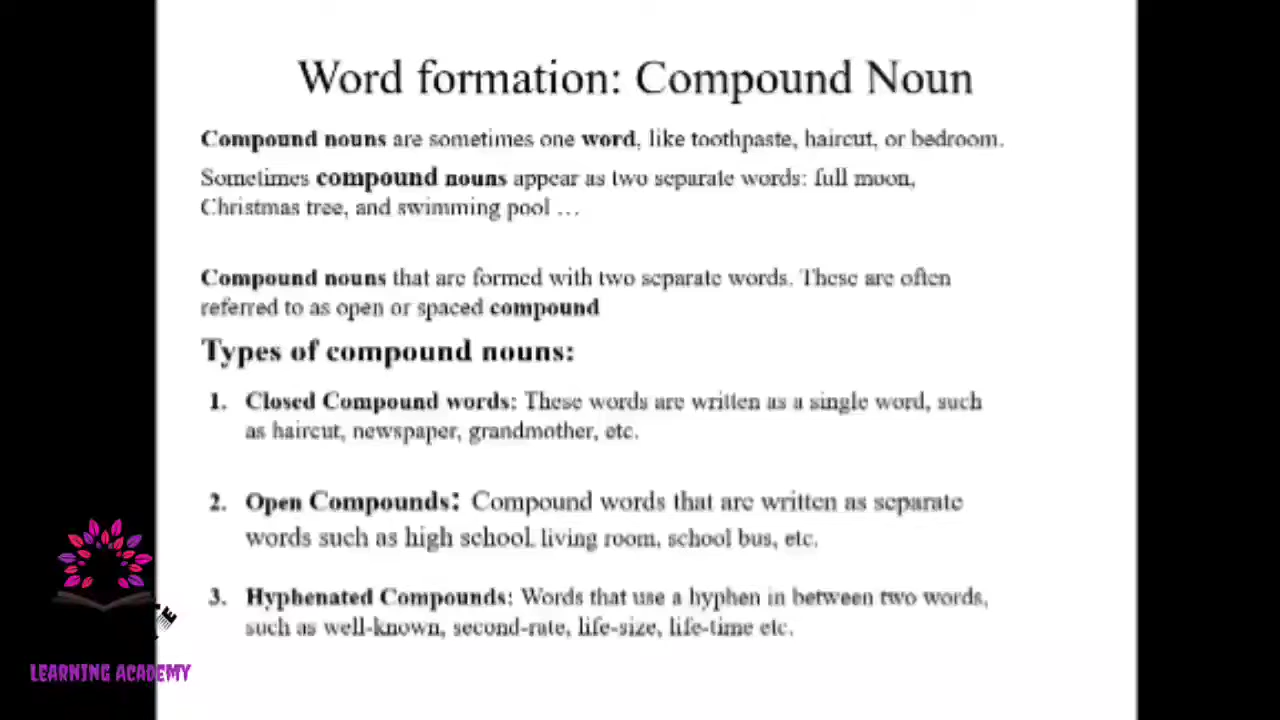 Word formation: Compound Noun
Compound nouns are sometimes one word, like toothpaste, haircut, or bedroom.
Sometimes compound nouns appear as two separate words: full moon,
Christmas tree, and swimming pool …
Compound nouns that are formed with two separate words. These are often
referred to as open or spaced compound
Types of compound nouns:
1. Closed Compound words: These words are written as a single word, such
as haircut, newspaper, grandmother, etc.
2. Open Compounds: Compound words that are written as separate
words such as high school. living room, school bus, etc.
3. Hyphenated Compounds: Words that use a hyphen in between two words,
such as well-known, second-rate, life-size, life-time etc.
LEARNING ACADEMY